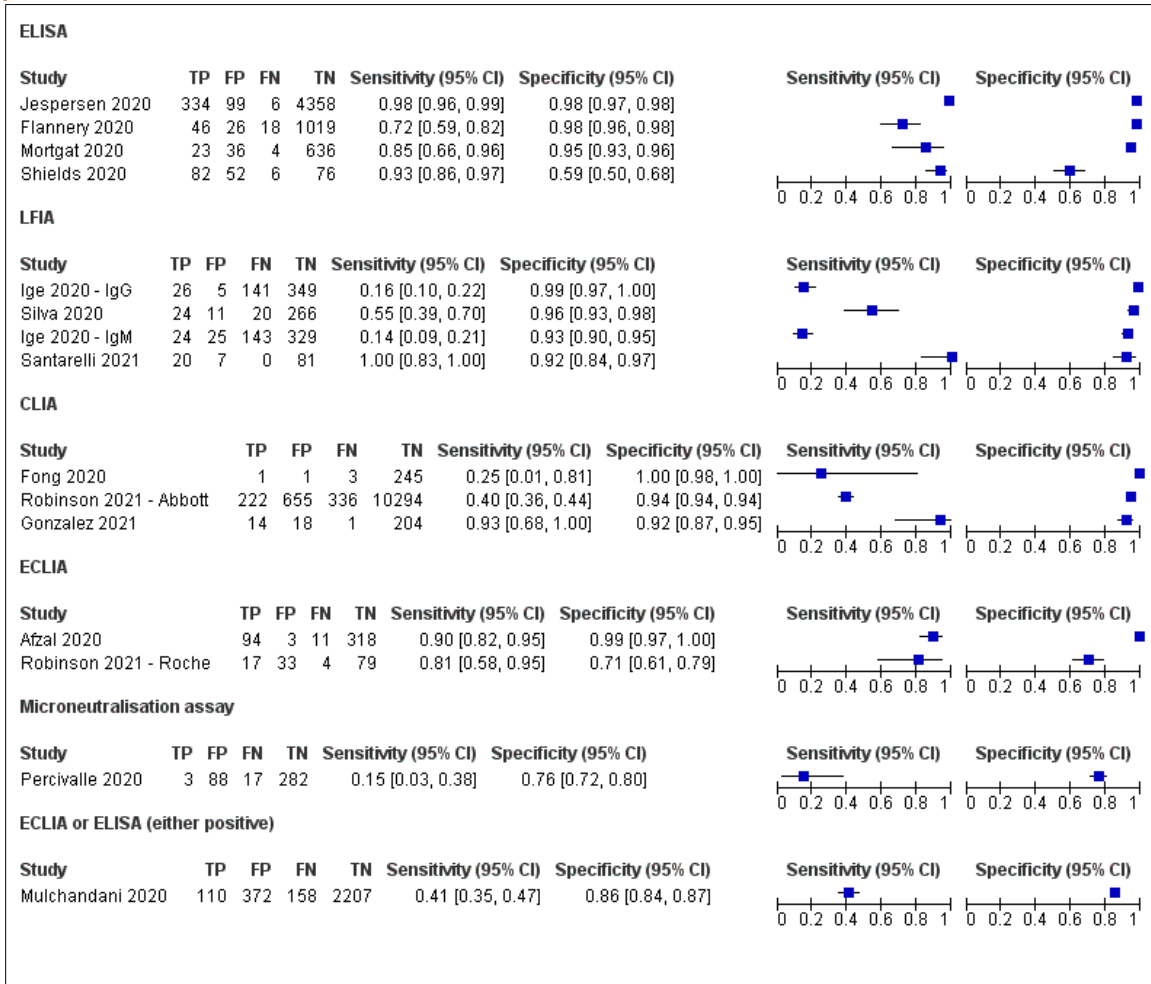 ELISA
Study TP FP FN TN Sensitivity (95% CI) Specificity (95% CI) Sensitivity (95% CI) Specificity (95% CI)
Jespersen 2020 334 99 6 4358 0.98 [0.96, 0.99] 0.98 [0.97, 0.98]
Flannery 2020 46 26 18 1019 0.72 [0.59, 0.82] 0.98 [0.96, 0.98]
Mortgat 2020 23 36 4 636 0.85 [0.66, 0.96] 0.95 [0.93, 0.96]
Shields 2020 82 52 6 76 0.93 [0.86, 0.97] 0.59 [0.50, 0.68]
0 0.2 0.4 0.6 0.8 1 0 0.2 0.4 0.6 0.8 1
LFIA
Study TP FP FN TN Sensitivity (95% CI) Specificity (95% CI) Sensitivity (95% CI) Specificity (95% CI)
Ige 2020 - IgG 26 5 141 349 0.16 [0.10, 0.22] 0.99 [0.97, 1.00]
Silva 2020 24 11 20 266 0.55 [0.39, 0.70] 0.96 [0.93, 0.98]
Ige 2020 - IgM 24 25 143 329 0.14 [0.09, 0.21] 0.93 [0.90, 0.95]
Santarelli 2021 20 7 0 81 1.00 [0.83, 1.00] 0.92 [0.84, 0.97]
0 0.2 0.4 0.6 0.8 1 0 0.2 0.4 0.6 0.8 1
CLIA
Study TP FP FN TN Sensitivity (95% CI) Specificity (95% CI) Sensitivity (95% CI) Specificity (95% CI)
Fong 2020 1 1 3 245 0.25 [0.01, 0.81] 1.00 [0.98, 1.00]
Robinson 2021 - Abbott 222 655 336 10294 0.40 [0.36, 0.44] 0.94 [0.94, 0.94]
Gonzalez 2021 14 18 1 204 0.93 [0.68, 1.00] 0.92 [0.87, 0.95]
0 0.2 0.4 0.6 0.8 1 0 0.2 0.4 0.6 0.8 1
ECLIA
Study TP FP FN TN Sensitivity (95% CI) Specificity (95% CI) Sensitivity (95% CI) Specificity (95% CI)
Afzal 2020 94 3 11 318 0.90 [0.82, 0.95] 0.99 [0.97, 1.00]
Robinson 2021 - Roche 17 33 4 79 0.81 [0.58, 0.95] 0.71 [0.61, 0.79]
0 0.2 0.4 0.6 0.8 1 0 0.2 0.4 0.6 0.8 1
Microneutralisation assay
Study TP FP FN TN Sensitivity (95% CI) Specificity (95% CI) Sensitivity (95% CI) Specificity (95% CI)
Percivalle 2020 3 88 17 282 0.15 [0.03, 0.38] 0.76 [0.72, 0.80]
0 0.2 0.4 0.6 0.8 1 0 0.2 0.4 0.6 0.8 1
ECLIA or ELISA (either positive)
Study TP FP FN TN Sensitivity (95% CI) Specificity (95% CI) Sensitivity (95% CI) Specificity (95% CI)
Mulchandani 2020 110 372 158 2207 0.41 [0.35, 0.47] 0.86 [0.84, 0.87]
0 0.2 0.4 0.6 0.8 1 0 0.2 0.4 0.6 0.8 1